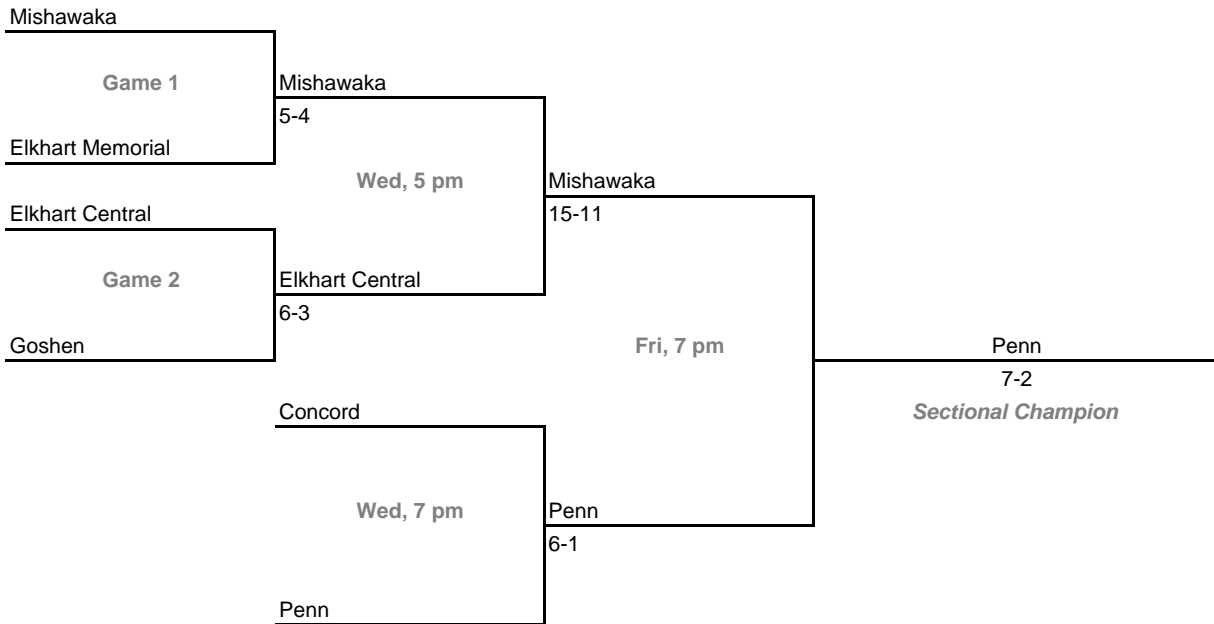 Mishawaka
Game 1
Mishawaka
5-4
Elkhart Memorial
Wed, 5 pm
Mishawaka
15-11
Elkhart Central
Game 2
Elkhart Central
6-3
Goshen
Fri, 7 pm
Penn
7-2
Sectional Champion
Concord
Wed, 7 pm
Penn
6-1
Penn